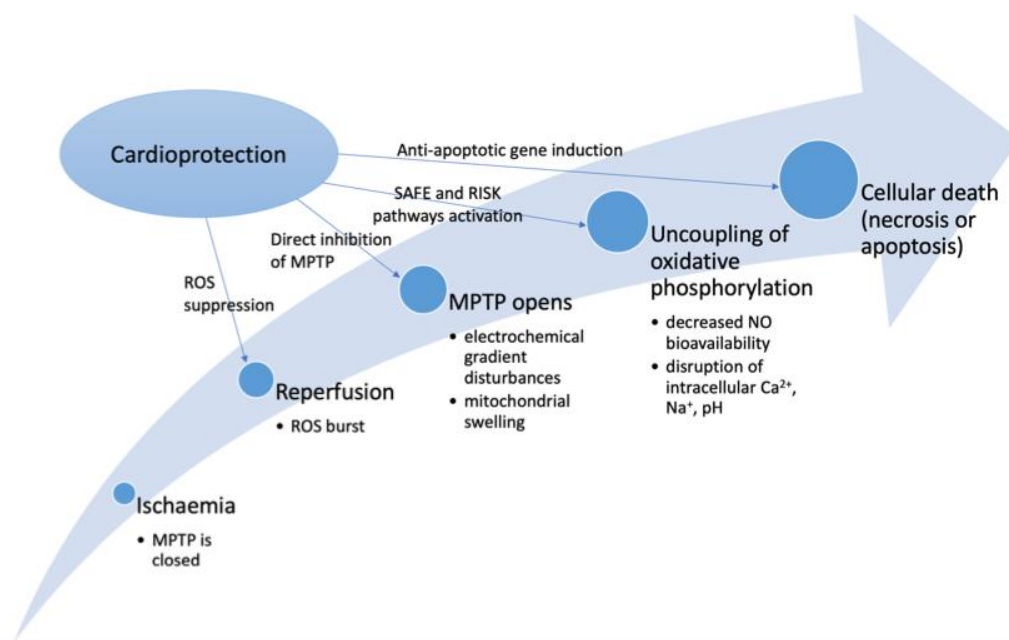 Cardioprotection
Anti-apoptotic gene induction
SAFE and RISK
pathways activation
Direct inhibition
of MPTP
ROS
suppression
Cellular death
(necrosis or
apoptosis)
Uncoupling of
oxidative
phosphorylation
• decreased NO
bioavailability
• disruption of
intracellular Ca²⁺,
Na⁺, pH
MPTP opens
• electrochemical
gradient
disturbances
• mitochondrial
swelling
Reperfusion
• ROS burst
Ischaemia
• MPTP is
closed